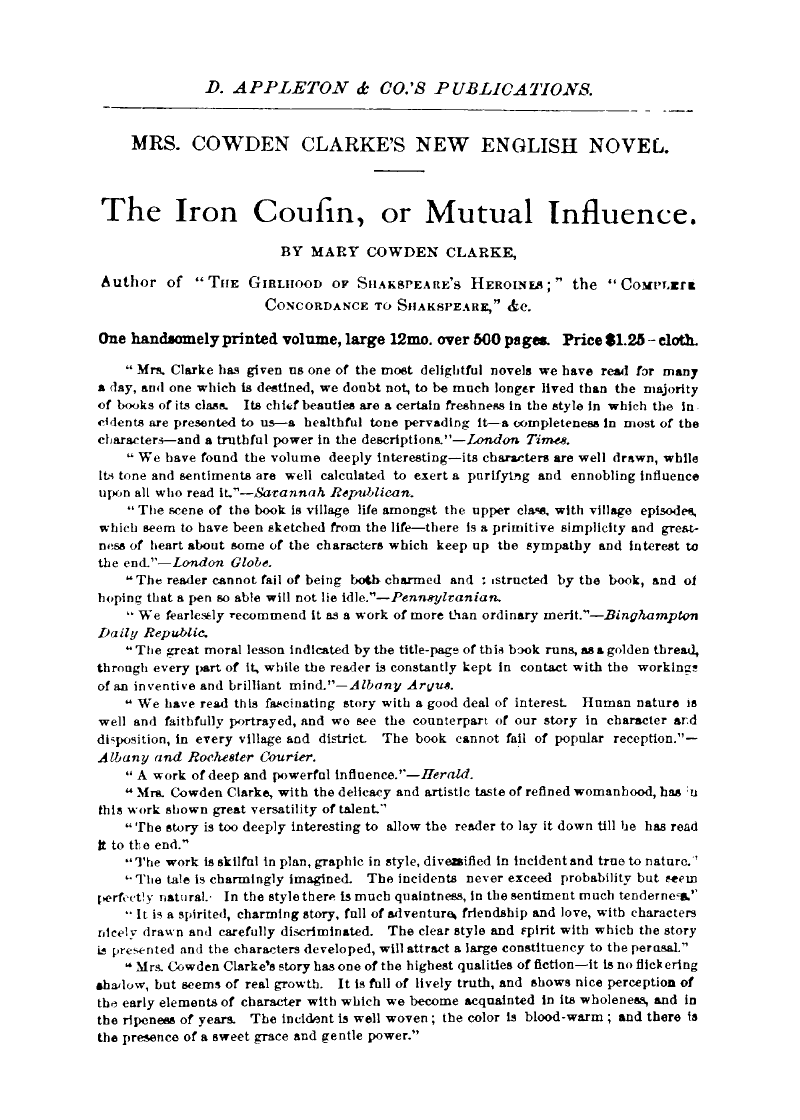 D. APPLETON & CO.'S PUBLICATIONS.
MRS. COWDEN CLARKE'S NEW ENGLISH NOVEL.
The Iron Couſin, or Mutual Influence.
BY MARY COWDEN CLARKE,
Author of "THE GIRLHOOD OF SHAKSPEARE'S HEROINES;" the "COMPLETE
CONCORDANCE TO SHAKSPEARE," &c.
One handsomely printed volume, large 12mo. over 500 pages. Price $1.25—cloth.
"Mrs. Clarke has given us one of the most delightful novels we have read for many
a day, and one which is destined, we doubt not, to be much longer lived than the majority
of books of its class. Its chief beauties are a certain freshness in the style in which the in-
cidents are presented to us—a healthful tone pervading it—a completeness in most of the
characters—and a truthful power in the descriptions."—London Times.
"We have found the volume deeply interesting—its characters are well drawn, while
its tone and sentiments are well calculated to exert a purifying and ennobling influence
upon all who read it."—Savannah Republican.
"The scene of the book is village life amongst the upper class, with village episodes,
which seem to have been sketched from the life—there is a primitive simplicity and great-
ness of heart about some of the characters which keep up the sympathy and interest to
the end."—London Globe.
"The reader cannot fail of being both charmed and instructed by the book, and of
hoping that a pen so able will not lie idle."—Pennsylvanian.
"We fearlesely recommend it as a work of more than ordinary merit."—Binghampton
Daily Republic.
"The great moral lesson indicated by the title-page of this book runs, as a golden thread,
through every part of it, while the reader is constantly kept in contact with the workings
of an inventive and brilliant mind."—Albany Argus.
"We have read this fascinating story with a good deal of interest. Human nature is
well and faithfully portrayed, and we see the counterpart of our story in character and
disposition, in every village and district. The book cannot fail of popular reception."—
Albany and Rochester Courier.
"A work of deep and powerful influence."—Herald.
"Mrs. Cowden Clarke, with the delicacy and artistic taste of refined womanhood, has in
this work shown great versatility of talent."
"The story is too deeply interesting to allow the reader to lay it down till he has read
it to the end."
"The work is skilful in plan, graphic in style, diversified in incident and true to nature."
"The tale is charmingly imagined. The incidents never exceed probability but seem
perfectly natural. In the style there is much quaintness, in the sentiment much tenderness."
"It is a spirited, charming story, full of adventure, friendship and love, with characters
nicely drawn and carefully discriminated. The clear style and spirit with which the story
is presented and the characters developed, will attract a large constituency to the perusal."
"Mrs. Cowden Clarke's story has one of the highest qualities of fiction—it is no flickering
shadow, but seems of real growth. It is full of lively truth, and shows nice perception of
the early elements of character with which we become acquainted in its wholeness, and in
the ripeness of years. The incident is well woven; the color is blood-warm; and there is
the presence of a sweet grace and gentle power."